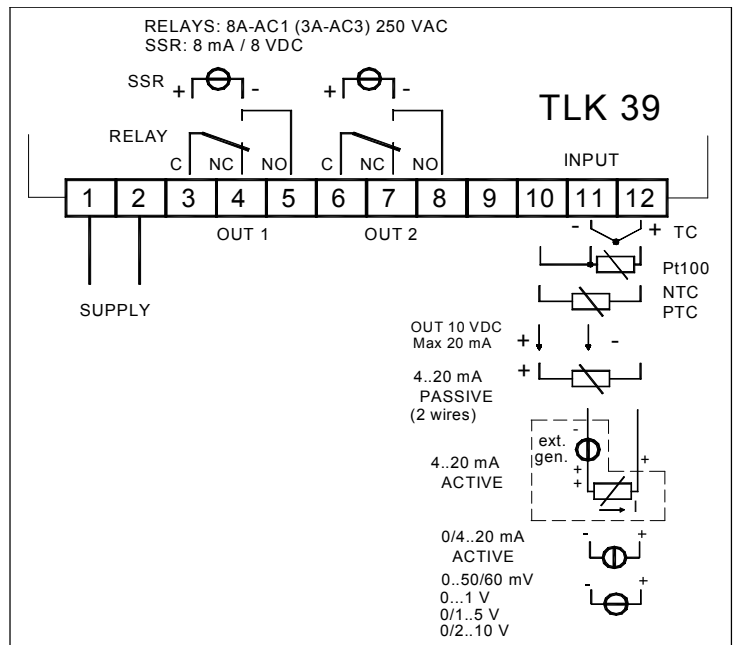 RELAYS: 8A-AC1 (3A-AC3) 250 VAC
SSR: 8 mA / 8 VDC
SSR + - + -
TLK 39
RELAY
C NC NO C NC NO INPUT
1 2 3 4 5 6 7 8 9 10 11 12
OUT 1 OUT 2
- + TC
Pt100
SUPPLY
NTC
PTC
OUT 10 VDC
Max 20 mA + -
4..20 mA +
PASSIVE
(2 wires)
-
ext.
gen.
+ +
4..20 mA +
ACTIVE
I
0/4..20 mA - +
ACTIVE
0..50/60 mV - +
0...1 V
0/1..5 V
0/2..10 V